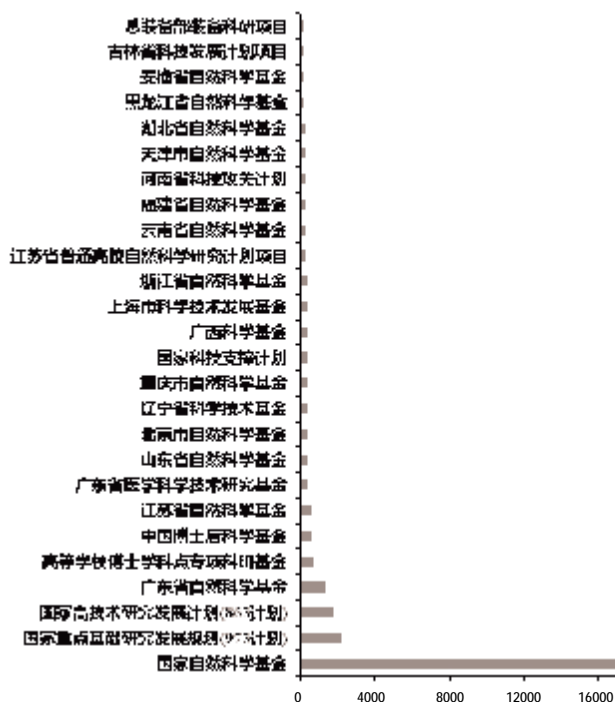 总装备部装备科研项目
吉林省科技发展计划项目
安徽省自然科学基金
黑龙江省自然科学基金
湖北省自然科学基金
天津市自然科学基金
河南省科技攻关计划
福建省自然科学基金
云南省自然科学基金
江苏省普通高校自然科学研究计划项目
浙江省自然科学基金
上海市科学技术发展基金
广西科学基金
国家科技支撑计划
重庆市自然科学基金
辽宁省科学技术基金
北京市自然科学基金
山东省自然科学基金
广东省医学科学技术研究基金
江苏省自然科学基金
中国博士后科学基金
高等学校博士学科点专项科研基金
广东省自然科学基金
国家高技术研究发展计划(863计划)
国家重点基础研究发展规划(973计划)
国家自然科学基金
0 4000 8000 12000 16000